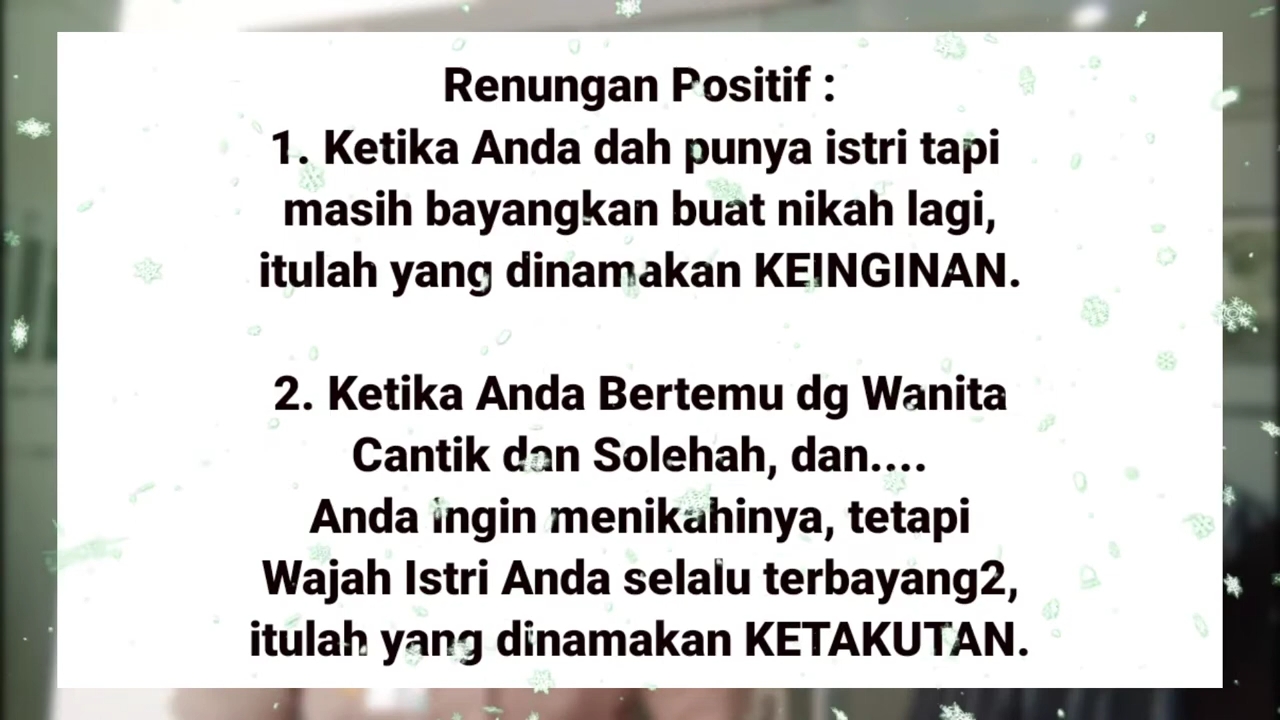 Renungan Positif :
1. Ketika Anda dah punya istri tapi
masih bayangkan buat nikah lagi,
itulah yang dinamakan KEINGINAN.
2. Ketika Anda Bertemu dg Wanita
Cantik dan Solehah, dan....
Anda ingin menikahinya, tetapi
Wajah Istri Anda selalu terbayang2,
itulah yang dinamakan KETAKUTAN.